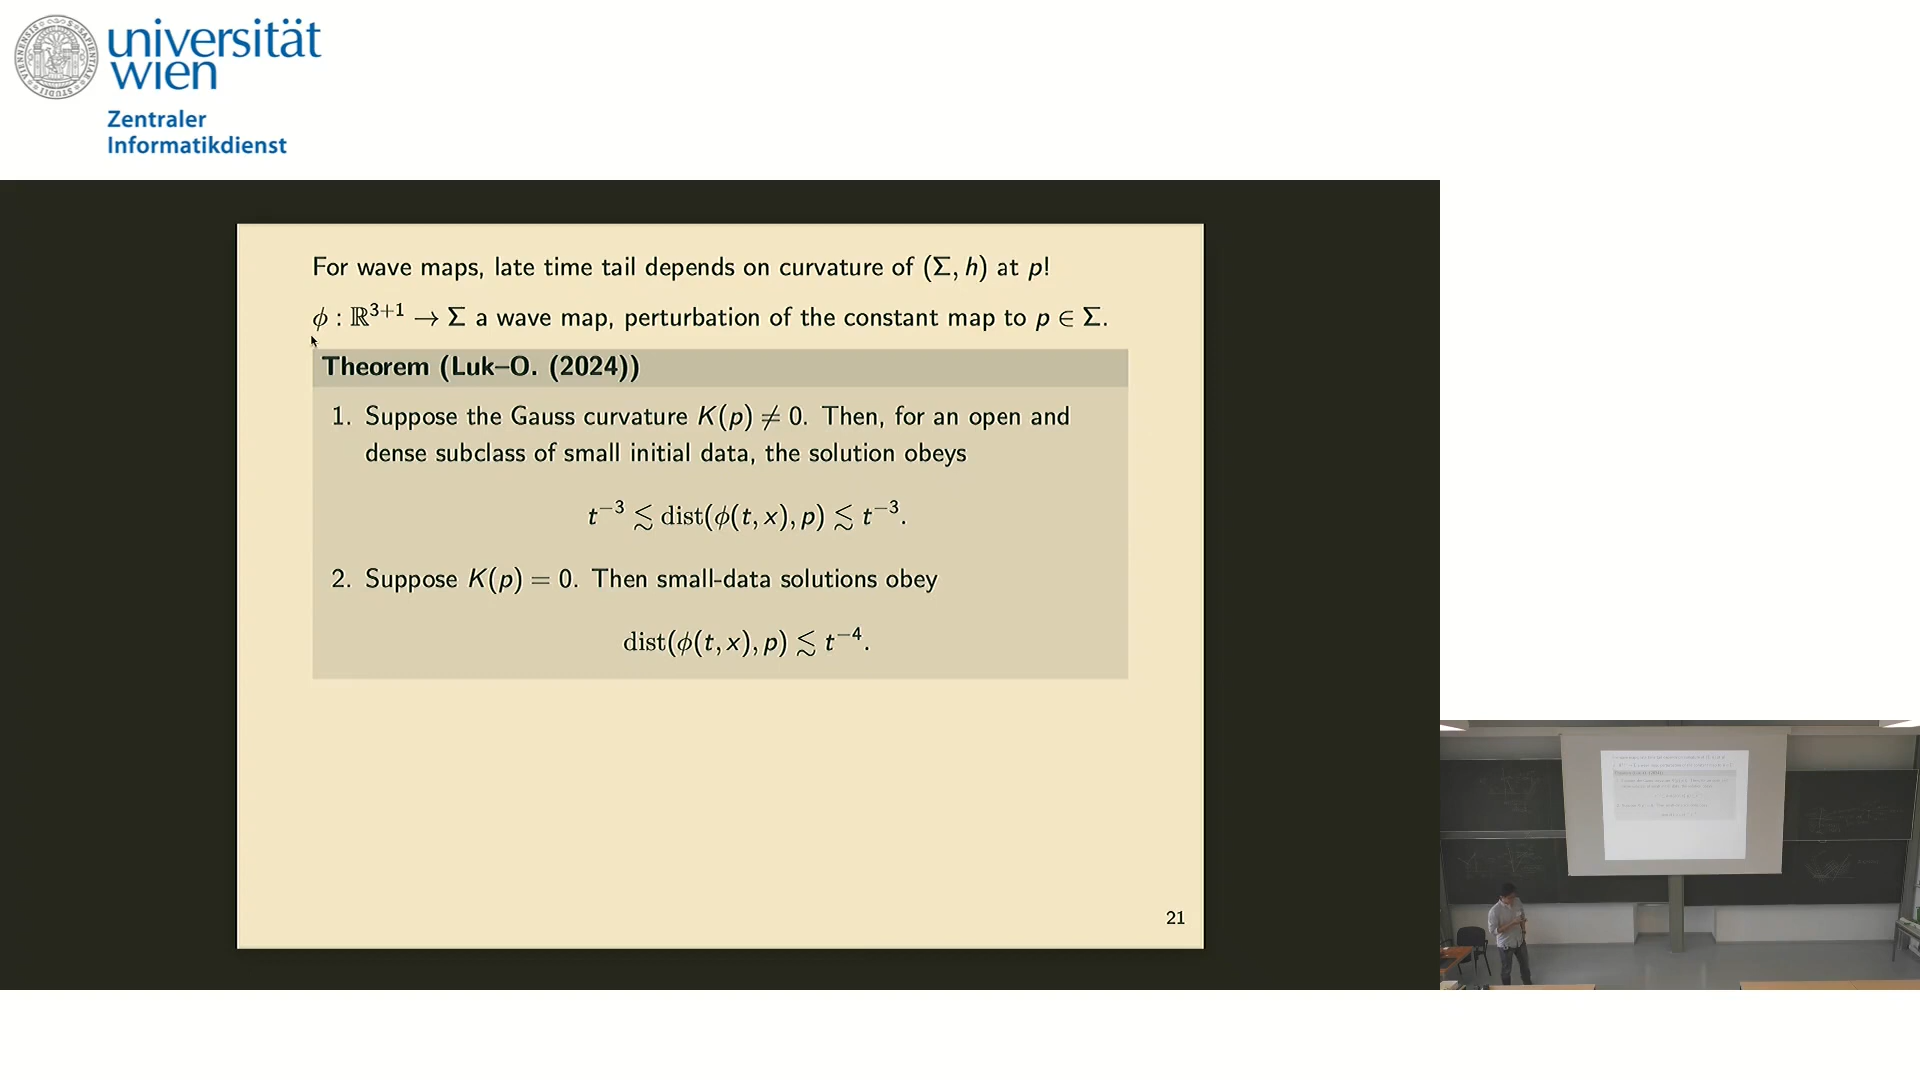 universität
wien
Zentraler
Informatikdienst
For wave maps, late time tail depends on curvature of (Σ, h) at p!
ϕ : ℝ³⁺¹ → Σ a wave map, perturbation of the constant map to p ∈ Σ.
Theorem (Luk–O. (2024))
1. Suppose the Gauss curvature K(p) ≠ 0. Then, for an open and
dense subclass of small initial data, the solution obeys
t⁻³ ≲ dist(ϕ(t, x), p) ≲ t⁻³.
2. Suppose K(p) = 0. Then small-data solutions obey
dist(ϕ(t, x), p) ≲ t⁻⁴.
21